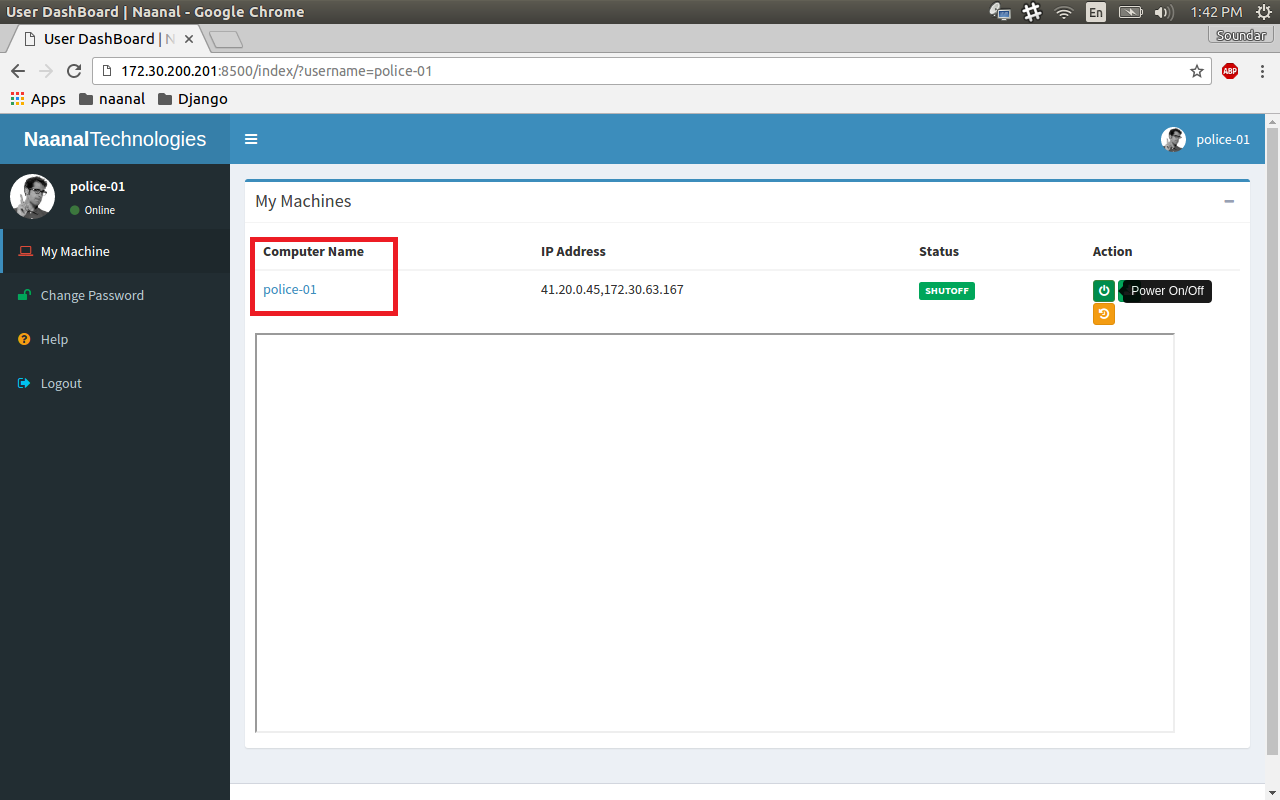 User DashBoard | Naanal - Google Chrome
En
1:42 PM
User DashBoard | N
Soundar
172.30.200.201:8500/index/?username=police-01
ABP
Apps naanal Django
NaanalTechnologies
police-01
police-01
Online
My Machine
Change Password
Help
Logout
My Machines
Computer Name IP Address Status Action
police-01 41.20.0.45,172.30.63.167 SHUTOFF Power On/Off